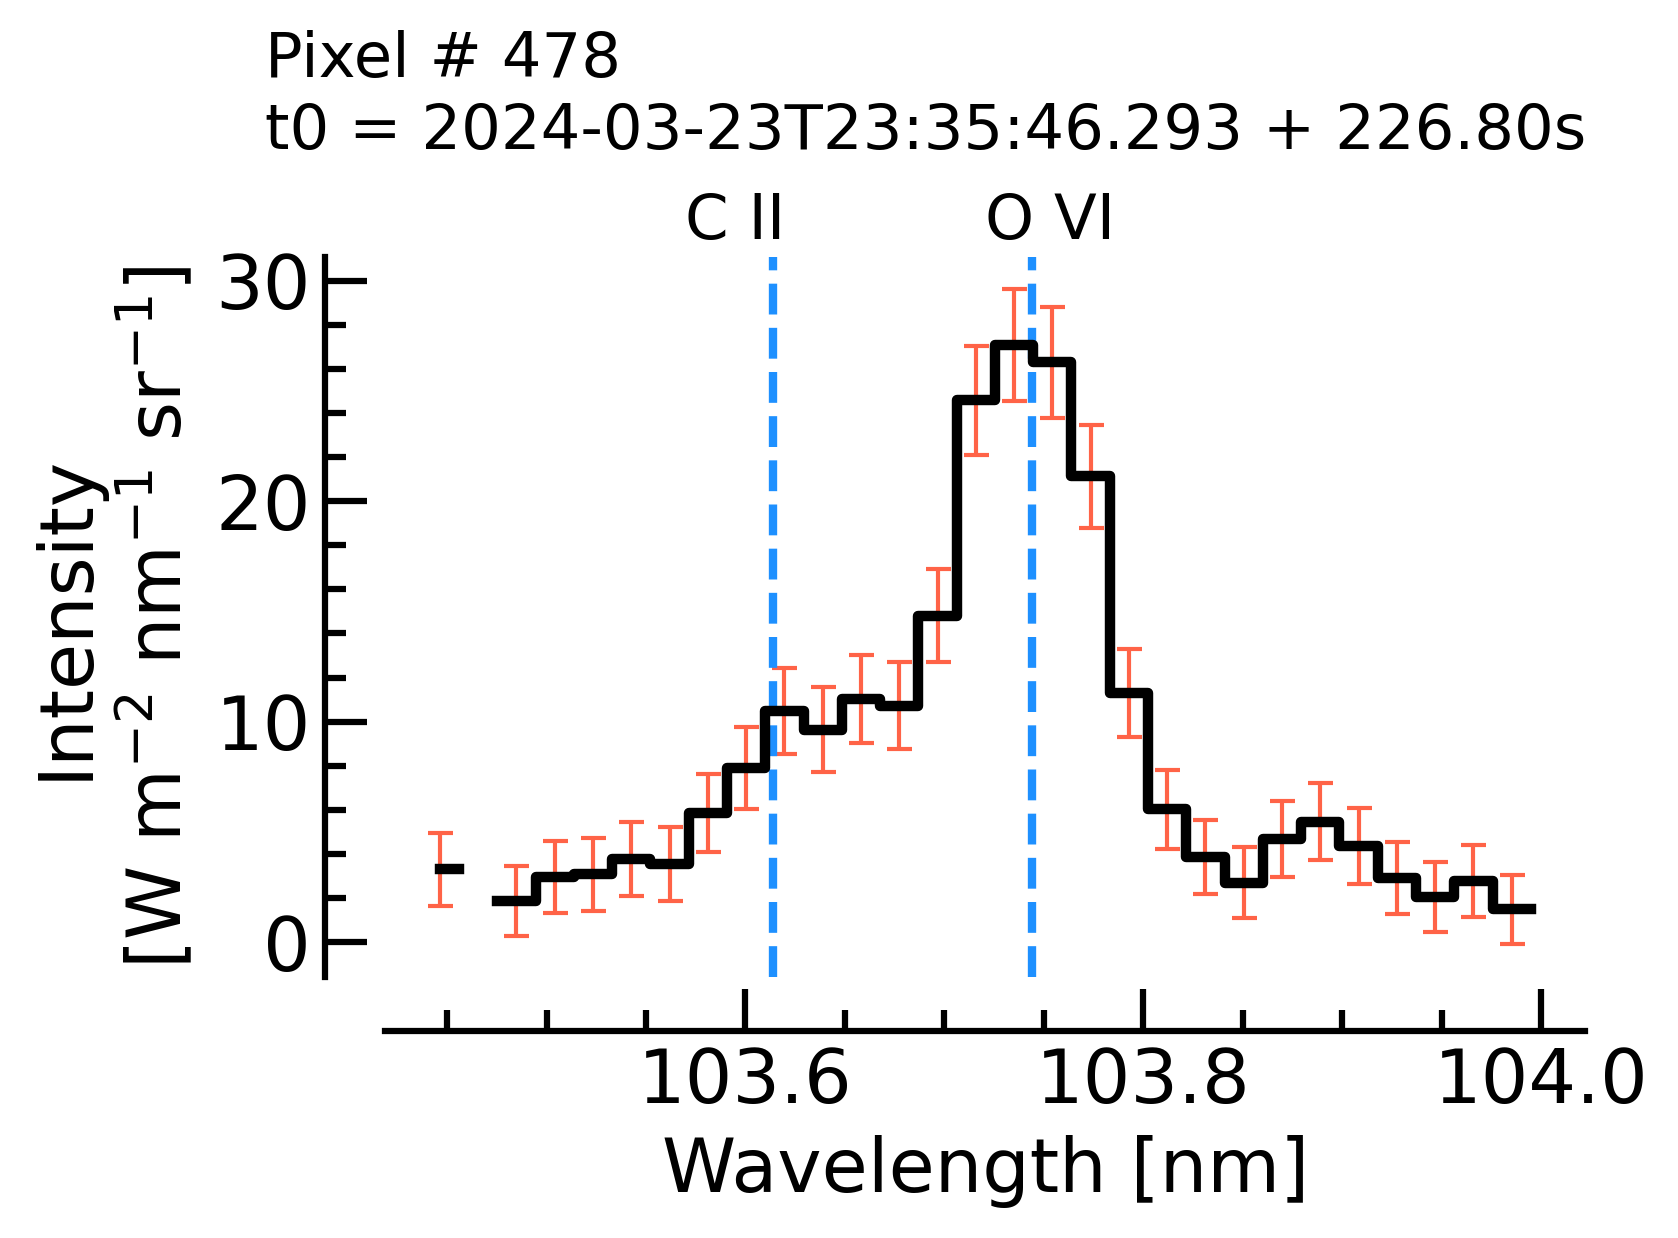 Pixel # 478
t0 = 2024-03-23T23:35:46.293 + 226.80s
C II O VI
Intensity
[W m⁻² nm⁻¹ sr⁻¹]
30
20
10
0
103.6 103.8 104.0
Wavelength [nm]